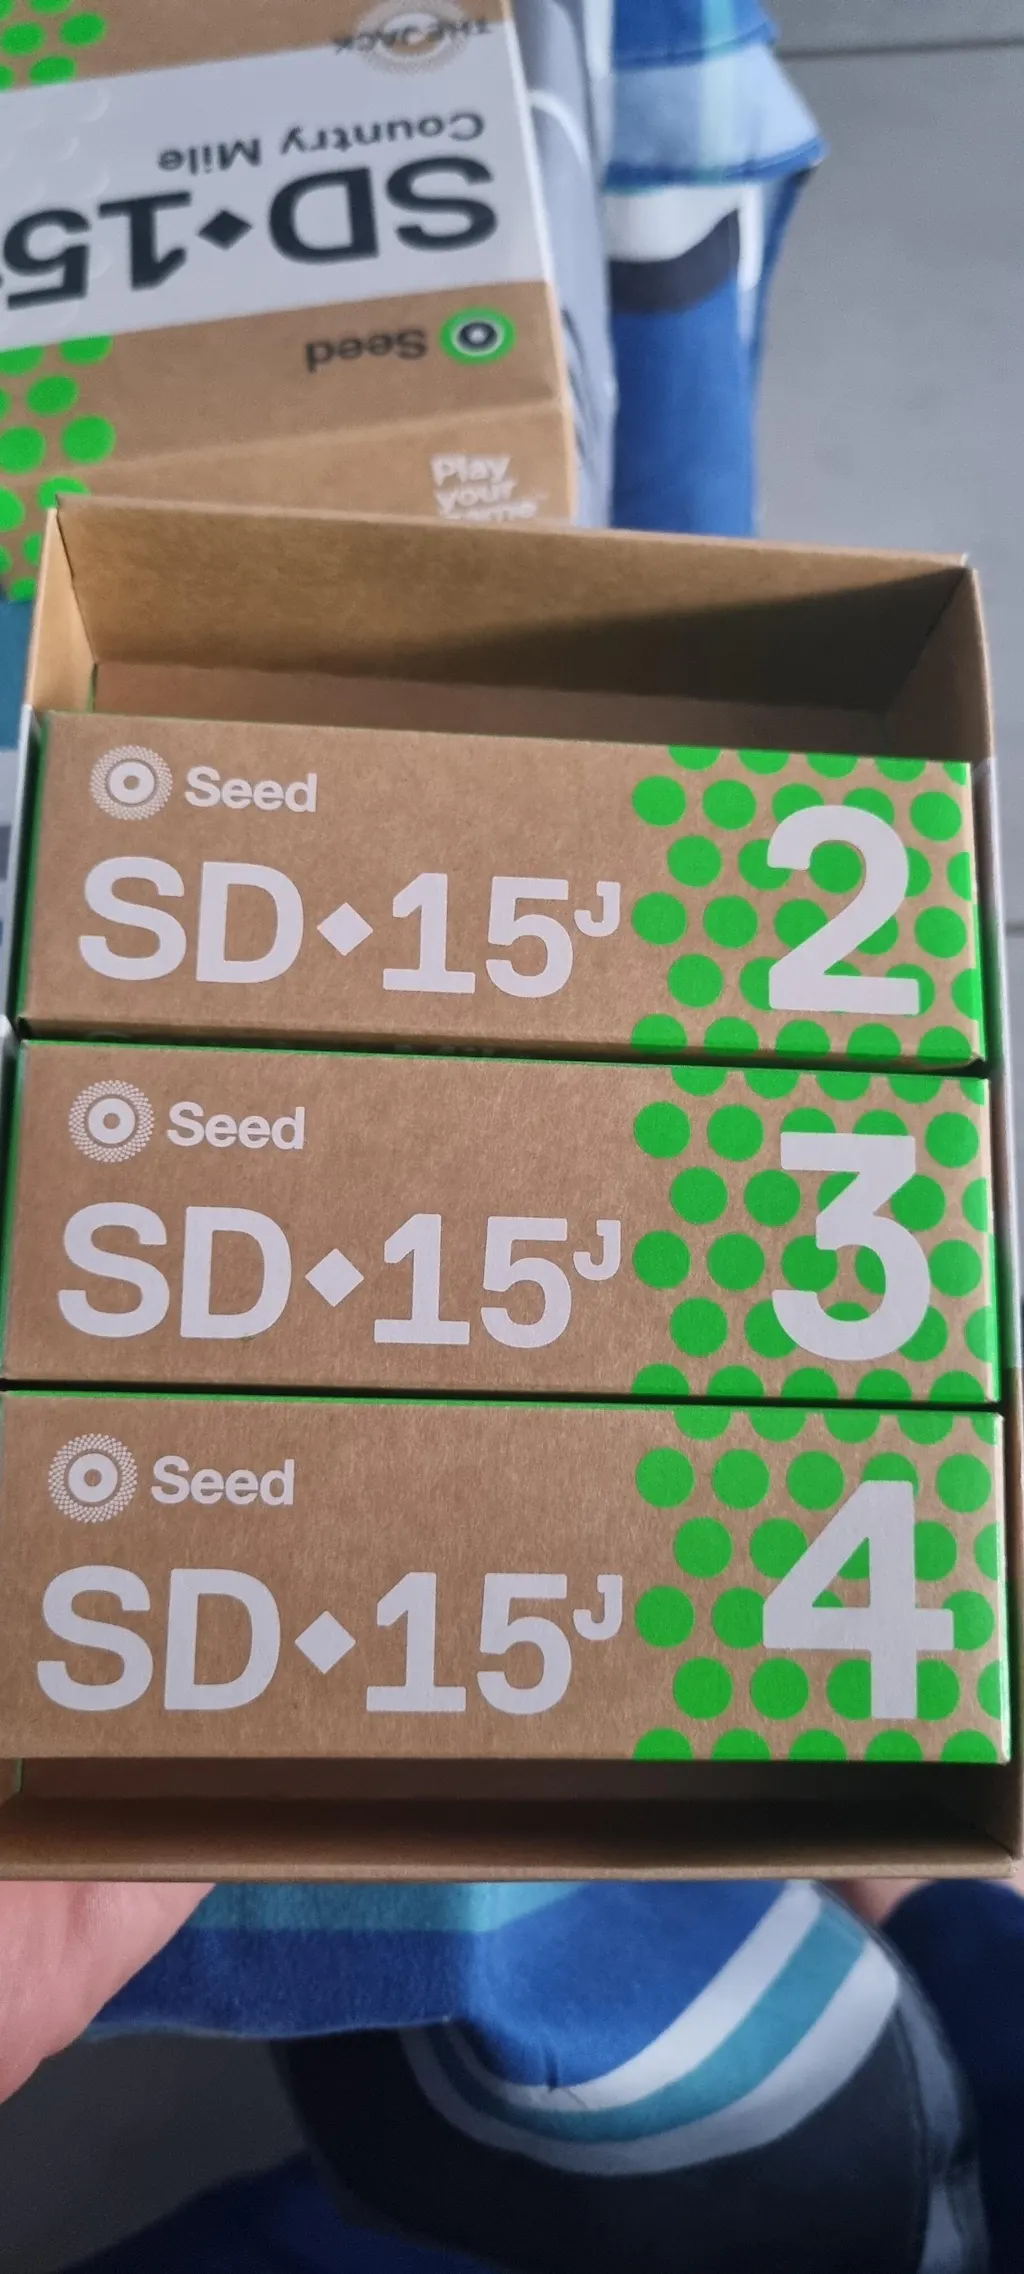 THE JACK
Country Mile
SD◆15
Seed
Play
your
game
Seed
SD◆15J
2
Seed
SD◆15J
3
Seed
SD◆15J
4